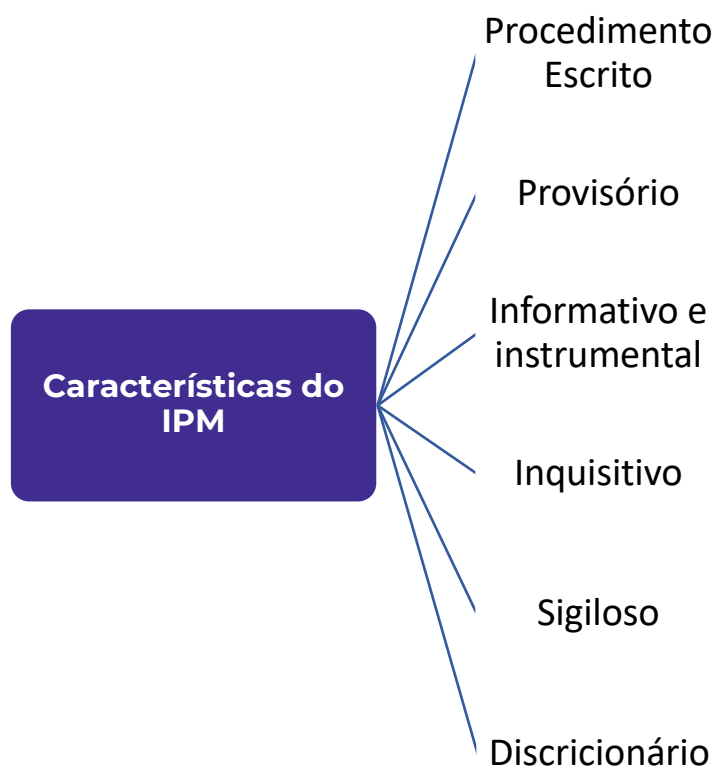 Procedimento
Escrito
Provisório
Informativo e
instrumental
Características do
IPM
Inquisitivo
Sigiloso
Discricionário